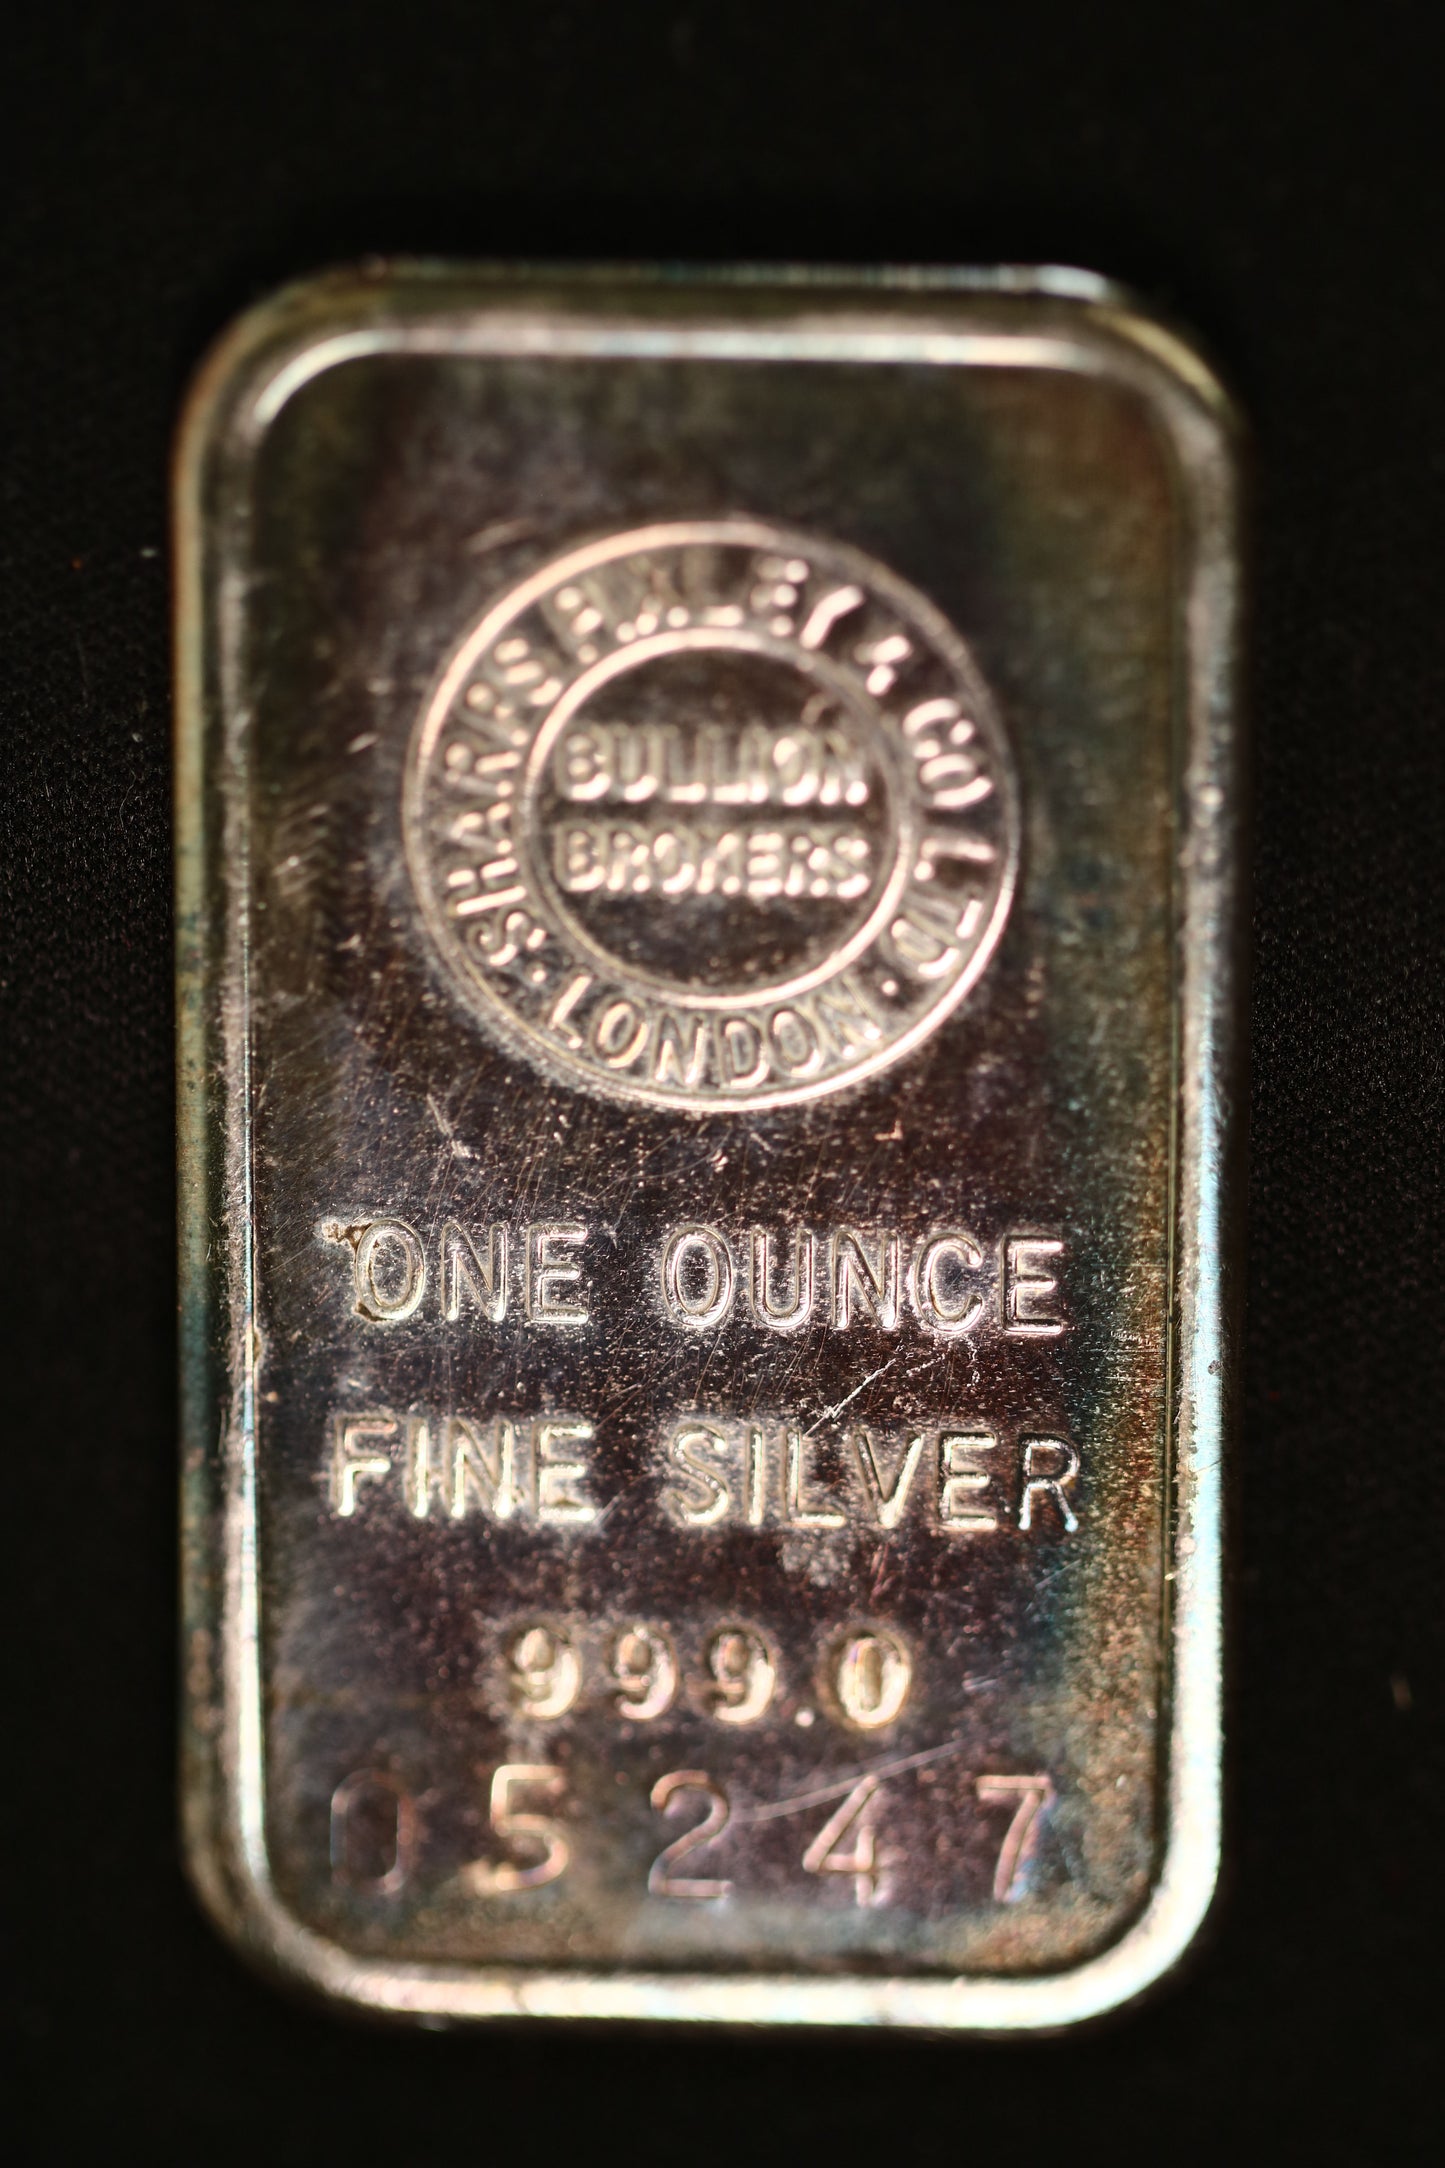 SHARPS PIXLEY & CO LTD
BULLION
BROKERS
· LONDON ·
ONE OUNCE
FINE SILVER
999.0
05247